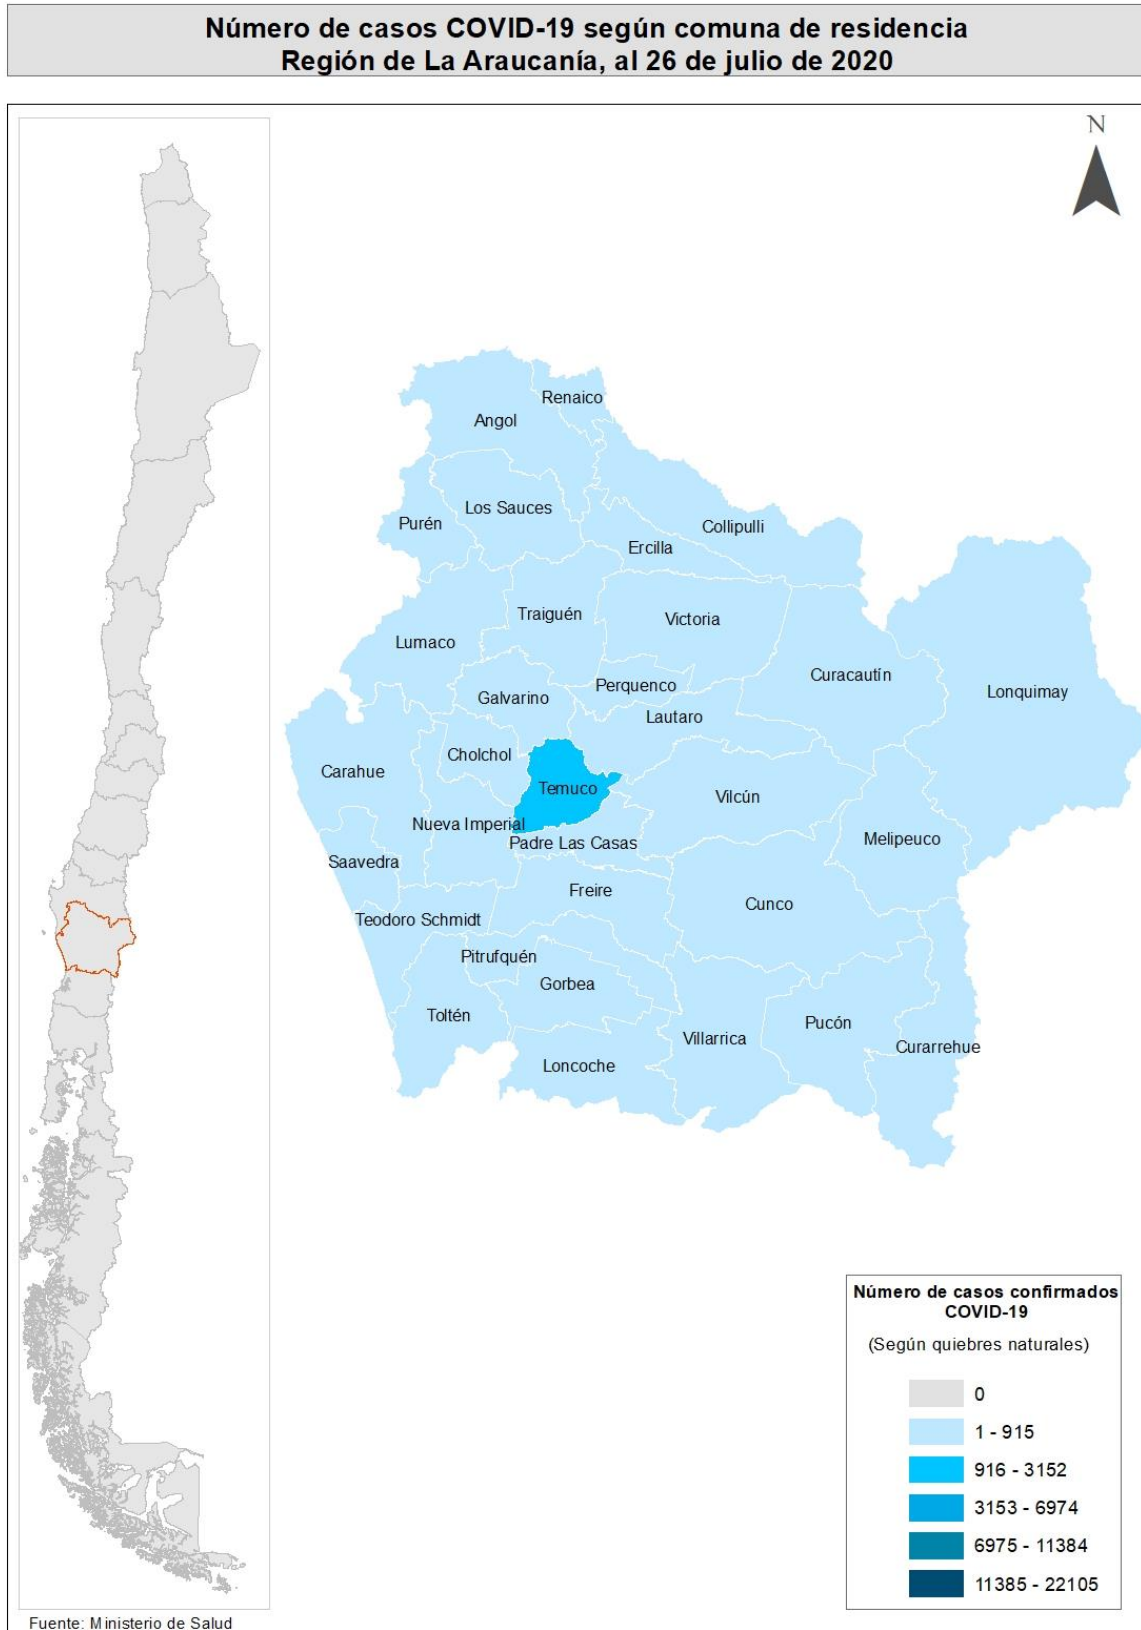 Número de casos COVID-19 según comuna de residencia
Región de La Araucanía, al 26 de julio de 2020
N
Renaico
Angol
Los Sauces
Purén
Collipulli
Ercilla
Traiguén
Victoria
Lumaco
Curacautín
Perquenco
Lonquimay
Galvarino
Lautaro
Cholchol
Carahue
Temuco
Vilcún
Nueva Imperial
Padre Las Casas
Melipeuco
Saavedra
Freire
Cunco
Teodoro Schmidt
Pitrufquén
Gorbea
Toltén
Pucón
Villarrica
Curarrehue
Loncoche
Número de casos confirmados
COVID-19
(Según quiebres naturales)
0
1 - 915
916 - 3152
3153 - 6974
6975 - 11384
11385 - 22105
Fuente: Ministerio de Salud